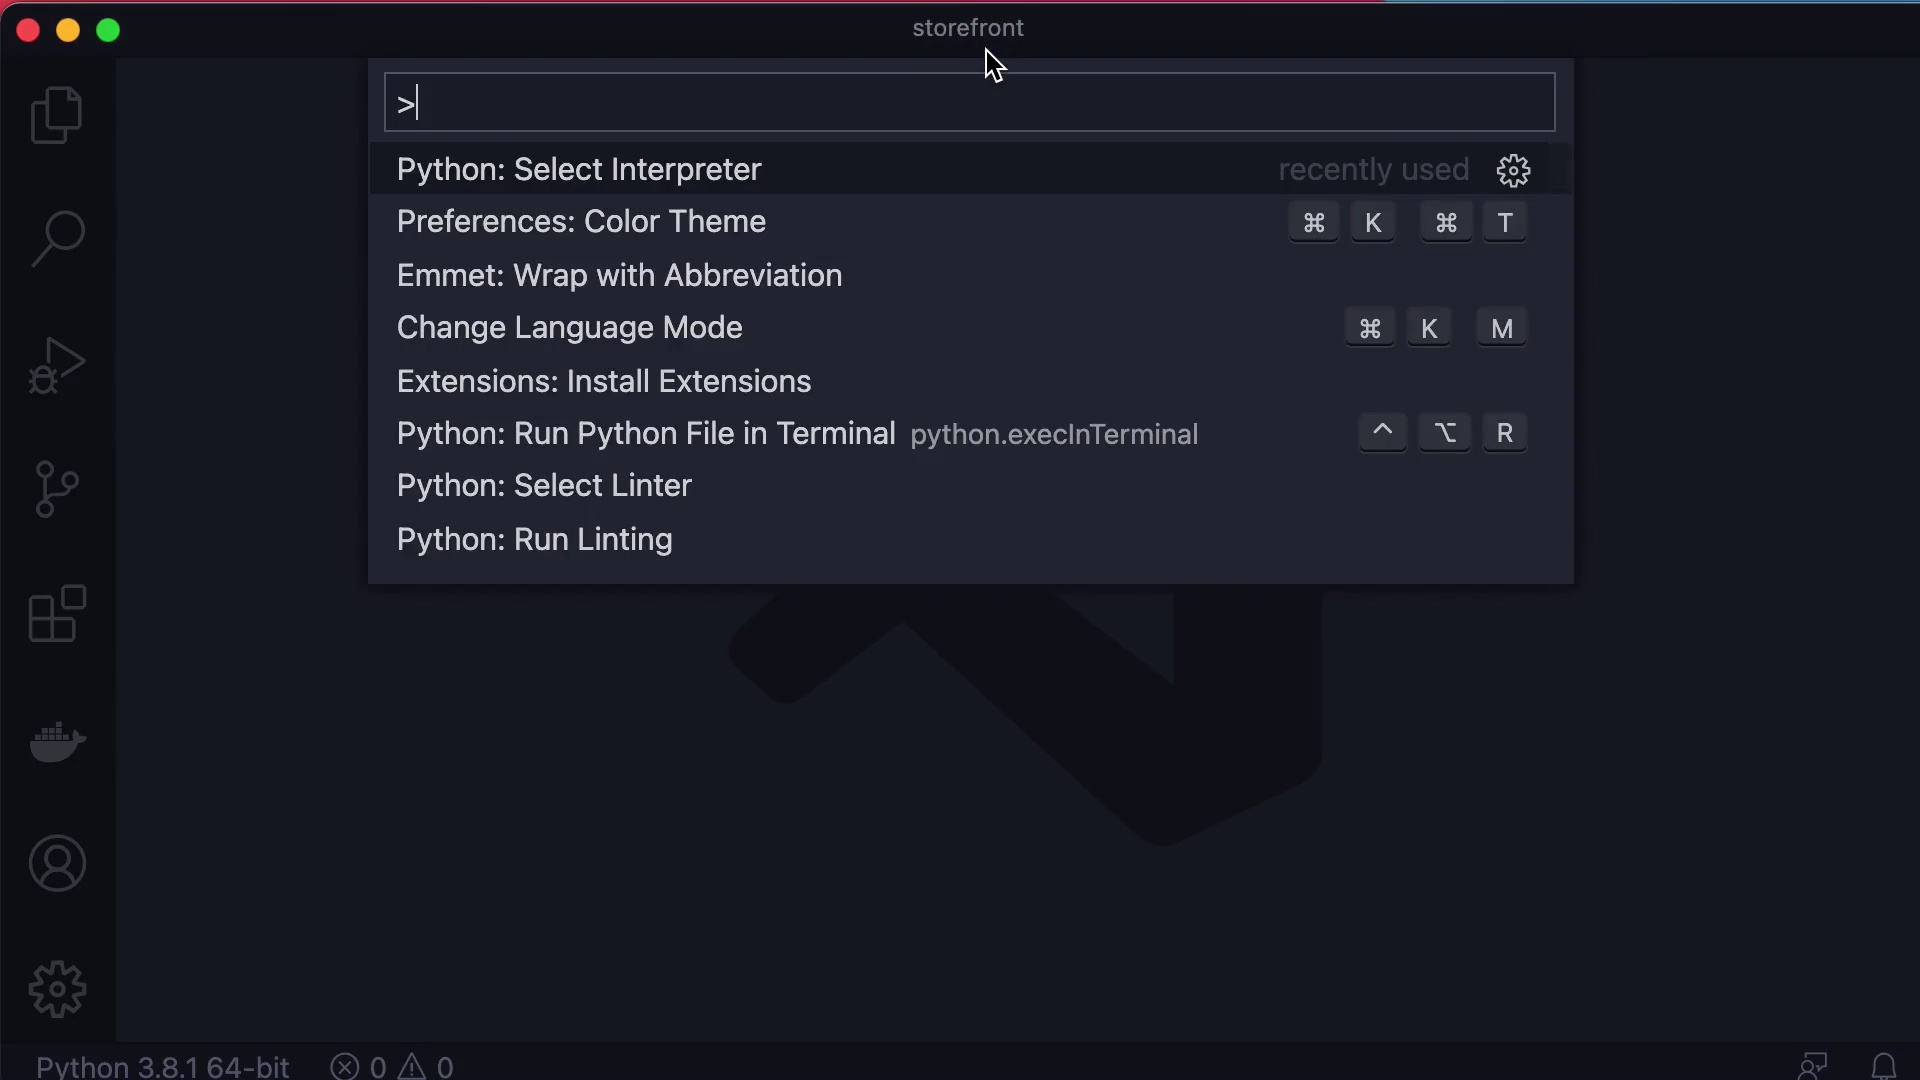 storefront
>
Python: Select Interpreter recently used
Preferences: Color Theme ⌘ K ⌘ T
Emmet: Wrap with Abbreviation
Change Language Mode ⌘ K M
Extensions: Install Extensions
Python: Run Python File in Terminal python.execInTerminal ^ ⌥ R
Python: Select Linter
Python: Run Linting
Python 3.8.1 64-bit 0 0